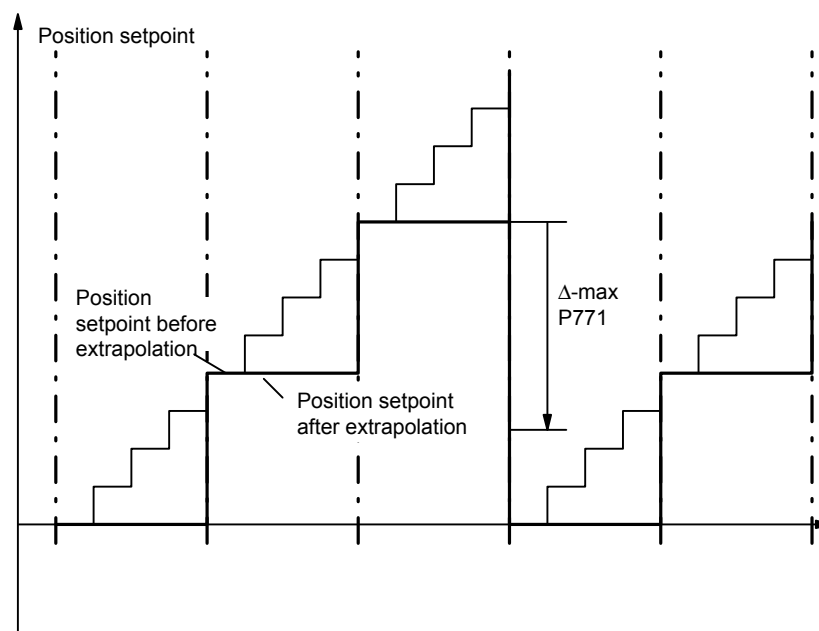 Position setpoint
Δ-max
P771
Position
setpoint before
extrapolation
Position setpoint
after extrapolation